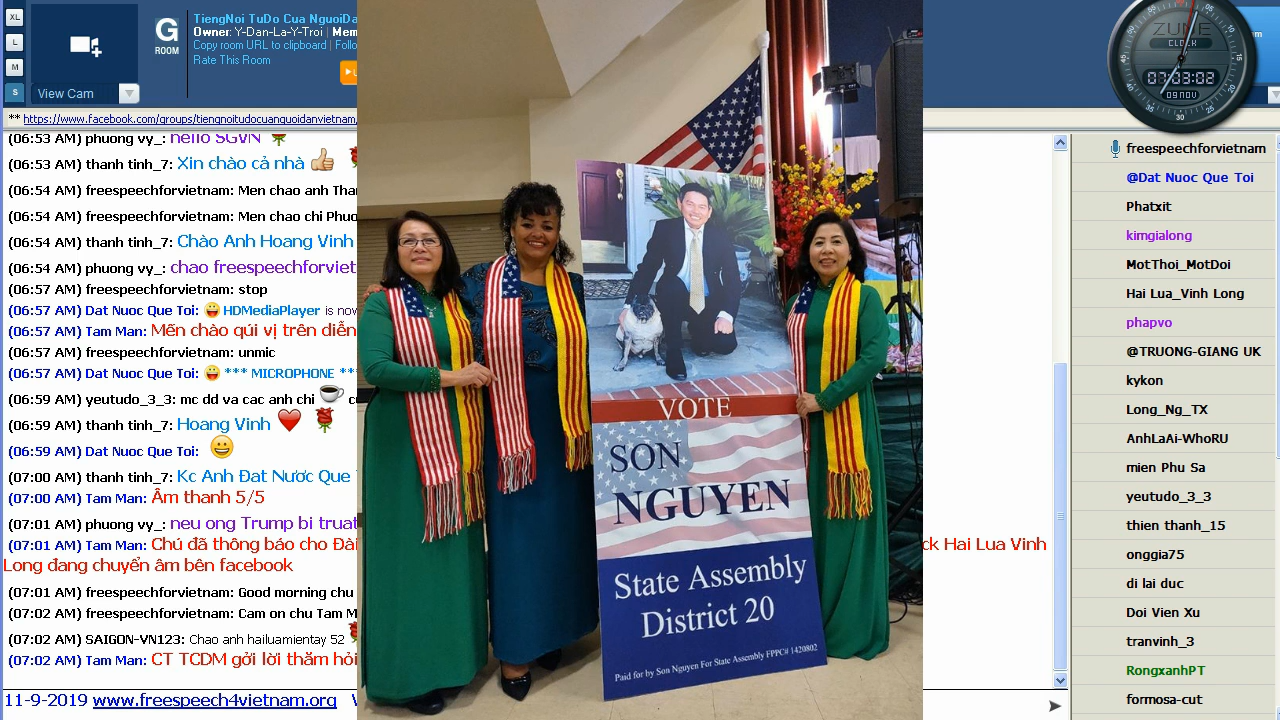 XL
L
M
S
View Cam
G
ROOM
TiengNoi TuDo Cua NguoiDa
Owner: Y-Dan-La-Y-Troi | Mem
Copy room URL to clipboard | Follo
Rate This Room
ZUNE
CLOCK
07:03:02
09 NOV
** https://www.facebook.com/groups/tiengnoitudocuanguoidanvietnam/
(06:53 AM) phuong vy_: hello SGVN
(06:53 AM) thanh tinh_7: Xin chào cả nhà
(06:54 AM) freespeechforvietnam: Men chao anh Than
(06:54 AM) freespeechforvietnam: Men chao chi Phuo
(06:54 AM) thanh tinh_7: Chào Anh Hoang Vinh
(06:54 AM) phuong vy_: chao freespeechforviet
(06:57 AM) freespeechforvietnam: stop
(06:57 AM) Dat Nuoc Que Toi: HDMediaPlayer is now
(06:57 AM) Tam Man: Mến chào qúi vị trên diễn
(06:57 AM) freespeechforvietnam: unmic
(06:57 AM) Dat Nuoc Que Toi: *** MICROPHONE ***
(06:59 AM) yeutudo_3_3: mc dd va cac anh chi
(06:59 AM) thanh tinh_7: Hoang Vinh
(06:59 AM) Dat Nuoc Que Toi:
(07:00 AM) thanh tinh_7: Kc Anh Đat Nước Que
(07:00 AM) Tam Man: Âm thanh 5/5
(07:01 AM) phuong vy_: neu ong Trump bi truat
(07:01 AM) Tam Man: Chú đã thông báo cho Đài ck Hai Lua Vinh
Long đang chuyển âm bên facebook
(07:01 AM) freespeechforvietnam: Good morning chu
(07:02 AM) freespeechforvietnam: Cam on chu Tam M
(07:02 AM) SAIGON-VN123: Chao anh hailuamientay 52
(07:02 AM) Tam Man: CT TCDM gởi lời thăm hỏi
11-9-2019 www.freespeech4vietnam.org
VOTE
SON
NGUYEN
State Assembly
District 20
Paid for by Son Nguyen For State Assembly FPPC# 1420802
freespeechforvietnam
@Dat Nuoc Que Toi
Phatxit
kimgialong
MotThoi_MotDoi
Hai Lua_Vinh Long
phapvo
@TRUONG-GIANG UK
kykon
Long_Ng_TX
AnhLaAi-WhoRU
mien Phu Sa
yeutudo_3_3
thien thanh_15
onggia75
di lai duc
Doi Vien Xu
tranvinh_3
RongxanhPT
formosa-cut